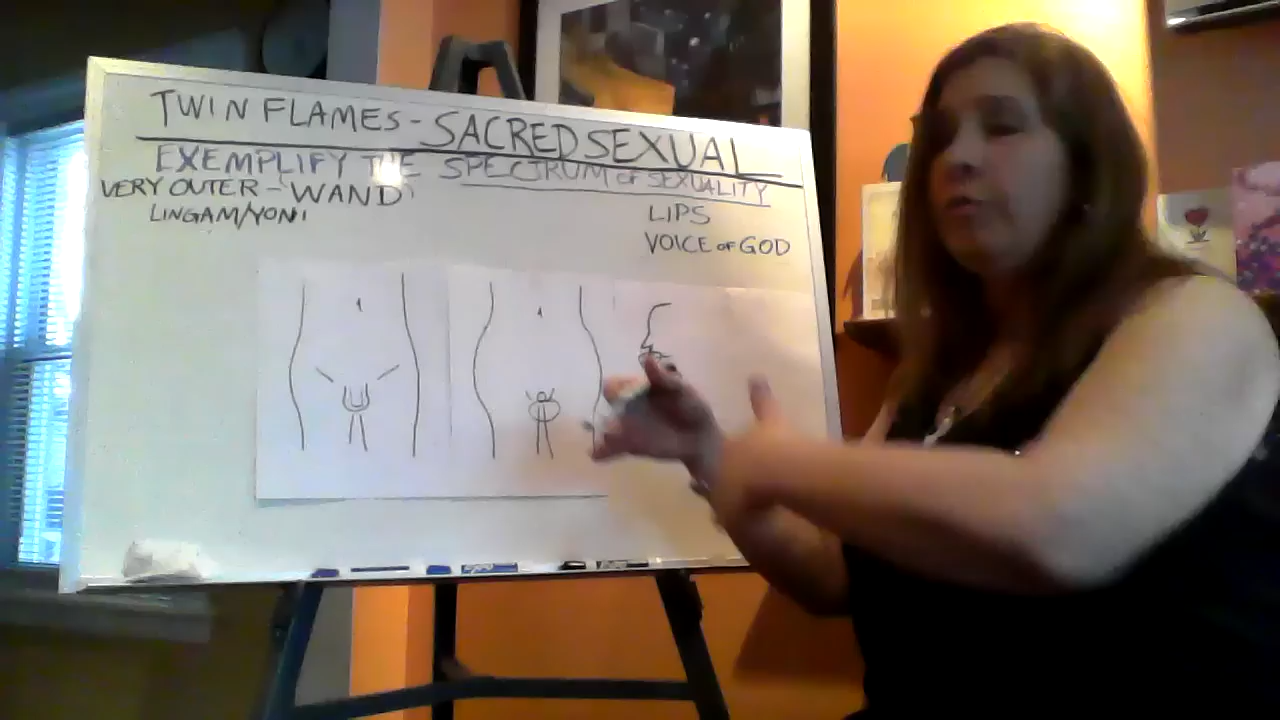 TWIN FLAMES - SACRED SEXUAL
EXEMPLIFY THE SPECTRUM OF SEXUALITY
VERY OUTER - 'WAND'
LINGAM/YONI
LIPS
VOICE OF GOD